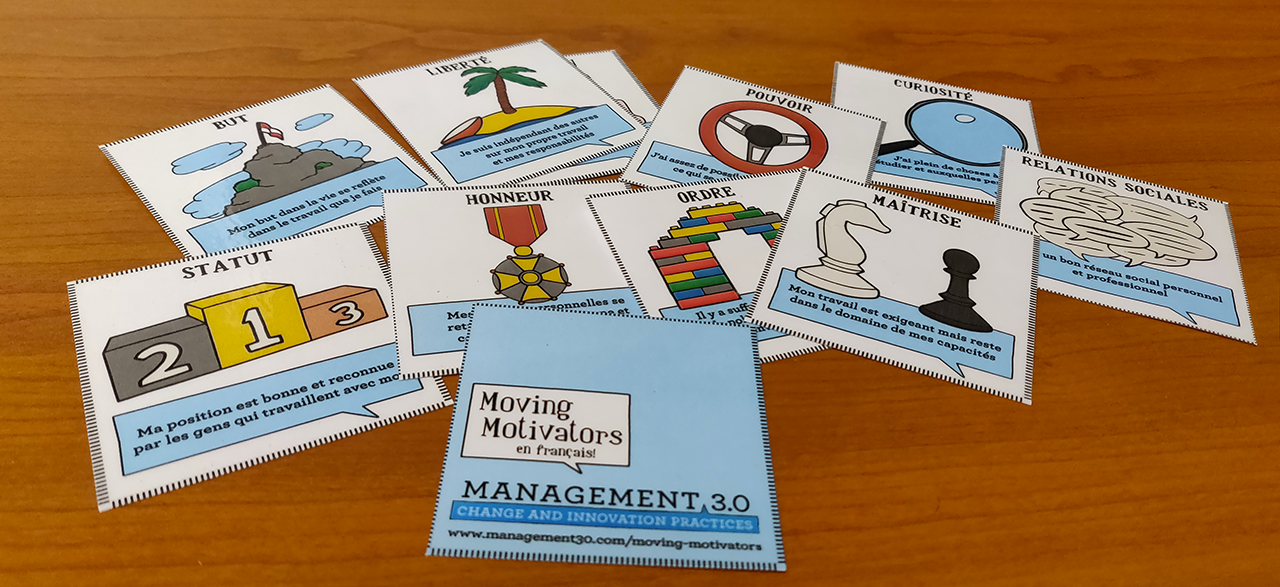 BUT
Mon but dans la vie se reflète
dans le travail que je fais
LIBERTÉ
Je suis indépendant des autres
sur mon propre travail
et mes responsabilités
POUVOIR
J'ai assez de
ce qui
CURIOSITÉ
J'ai plein de choses
et auxquelles
RELATIONS SOCIALES
un bon réseau social personnel
et professionnel
STATUT
2 1 3
Ma position est bonne et reconnue
par les gens qui travaillent avec
HONNEUR
se
et
ORDRE
Il y a
MAÎTRISE
Mon travail est exigeant mais reste
dans le domaine de mes capacités
Moving
Motivators
en français!
MANAGEMENT 3.0
CHANGE AND INNOVATION PRACTICES
www.management30.com/moving-motivators